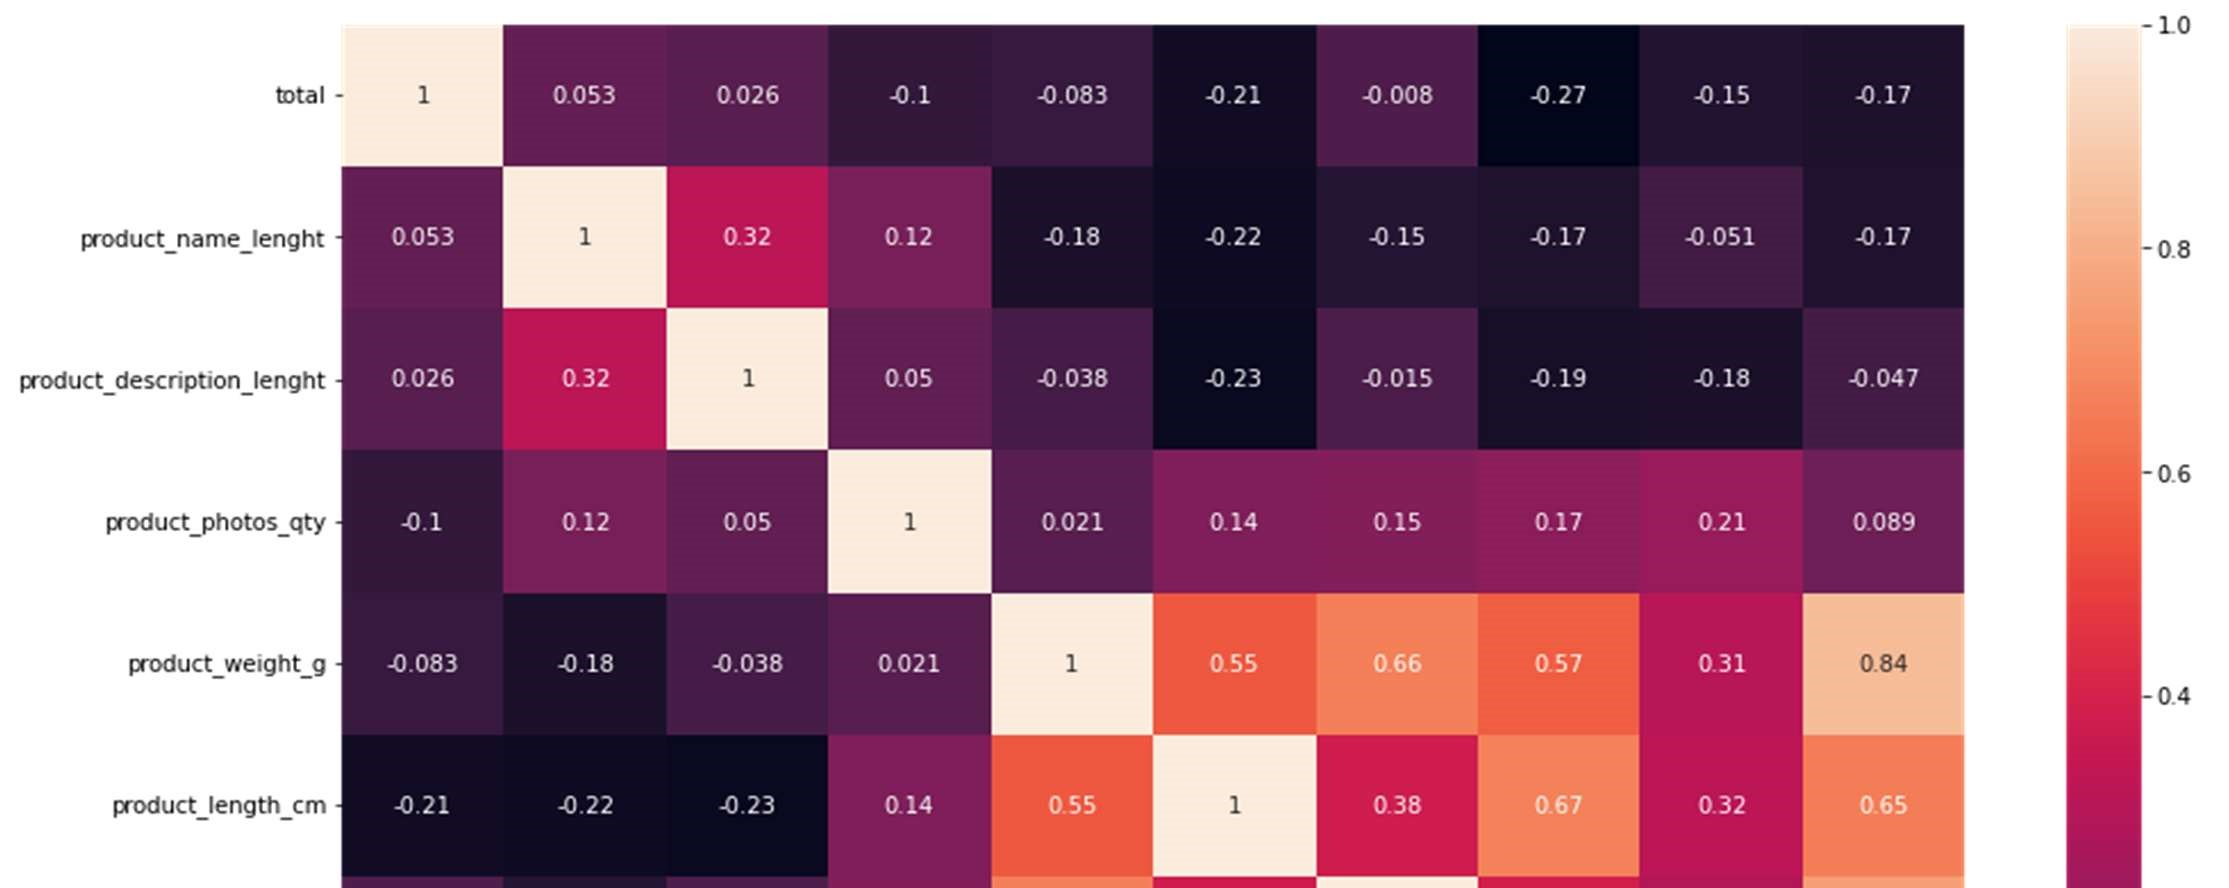 total 1 0.053 0.026 -0.1 -0.083 -0.21 -0.008 -0.27 -0.15 -0.17 1.0
product_name_lenght 0.053 1 0.32 0.12 -0.18 -0.22 -0.15 -0.17 -0.051 -0.17 0.8
product_description_lenght 0.026 0.32 1 0.05 -0.038 -0.23 -0.015 -0.19 -0.18 -0.047
product_photos_qty -0.1 0.12 0.05 1 0.021 0.14 0.15 0.17 0.21 0.089 0.6
product_weight_g -0.083 -0.18 -0.038 0.021 1 0.55 0.66 0.57 0.31 0.84 0.4
product_length_cm -0.21 -0.22 -0.23 0.14 0.55 1 0.38 0.67 0.32 0.65